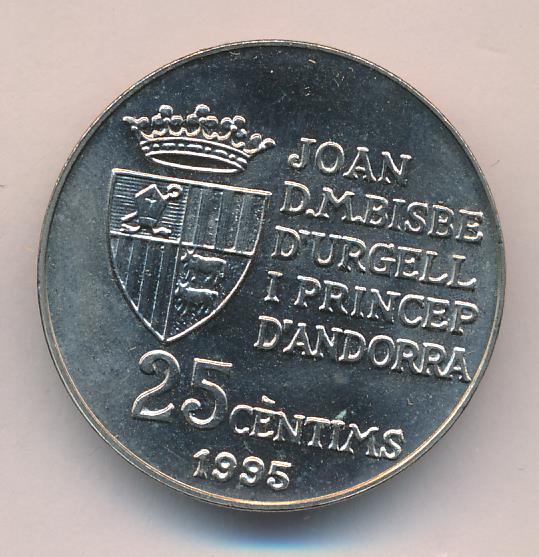 JOAN
D.M.BISBE
D'URGELL
I PRINCEP
D'ANDORRA
25 CÈNTIMS
1995